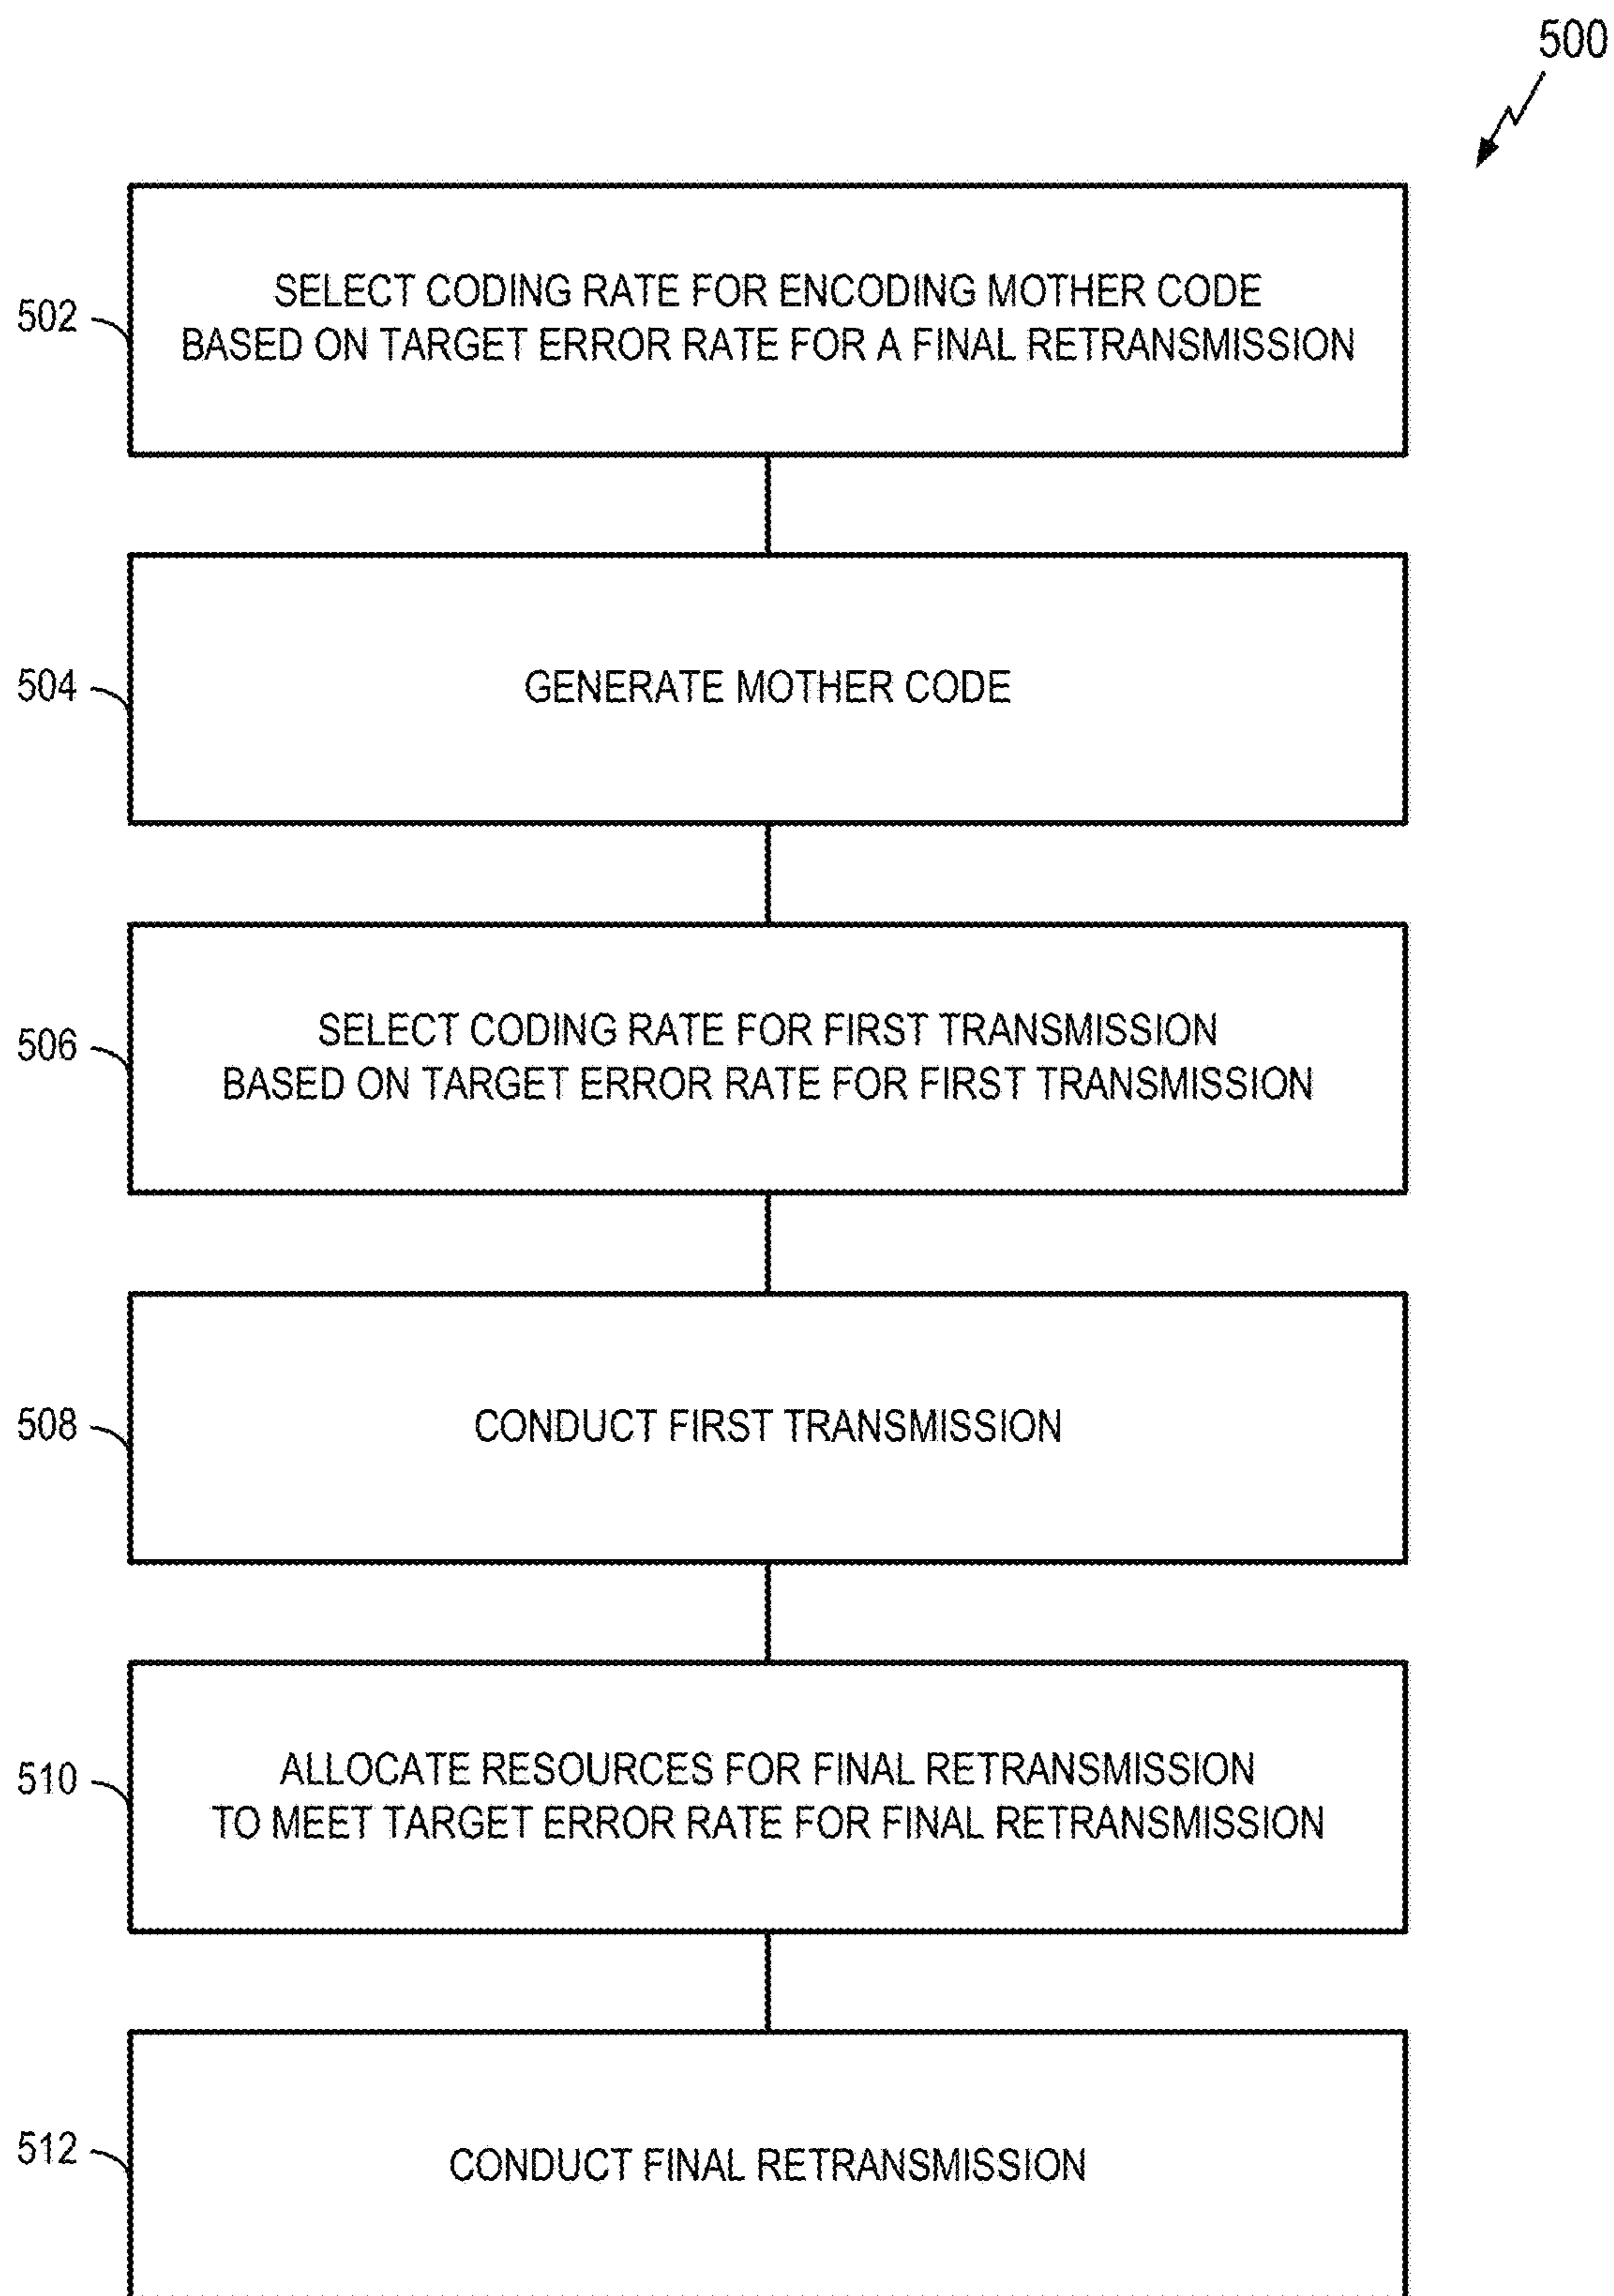 500
502
SELECT CODING RATE FOR ENCODING MOTHER CODE
BASED ON TARGET ERROR RATE FOR A FINAL RETRANSMISSION
504
GENERATE MOTHER CODE
506
SELECT CODING RATE FOR FIRST TRANSMISSION
BASED ON TARGET ERROR RATE FOR FIRST TRANSMISSION
508
CONDUCT FIRST TRANSMISSION
510
ALLOCATE RESOURCES FOR FINAL RETRANSMISSION
TO MEET TARGET ERROR RATE FOR FINAL RETRANSMISSION
512
CONDUCT FINAL RETRANSMISSION